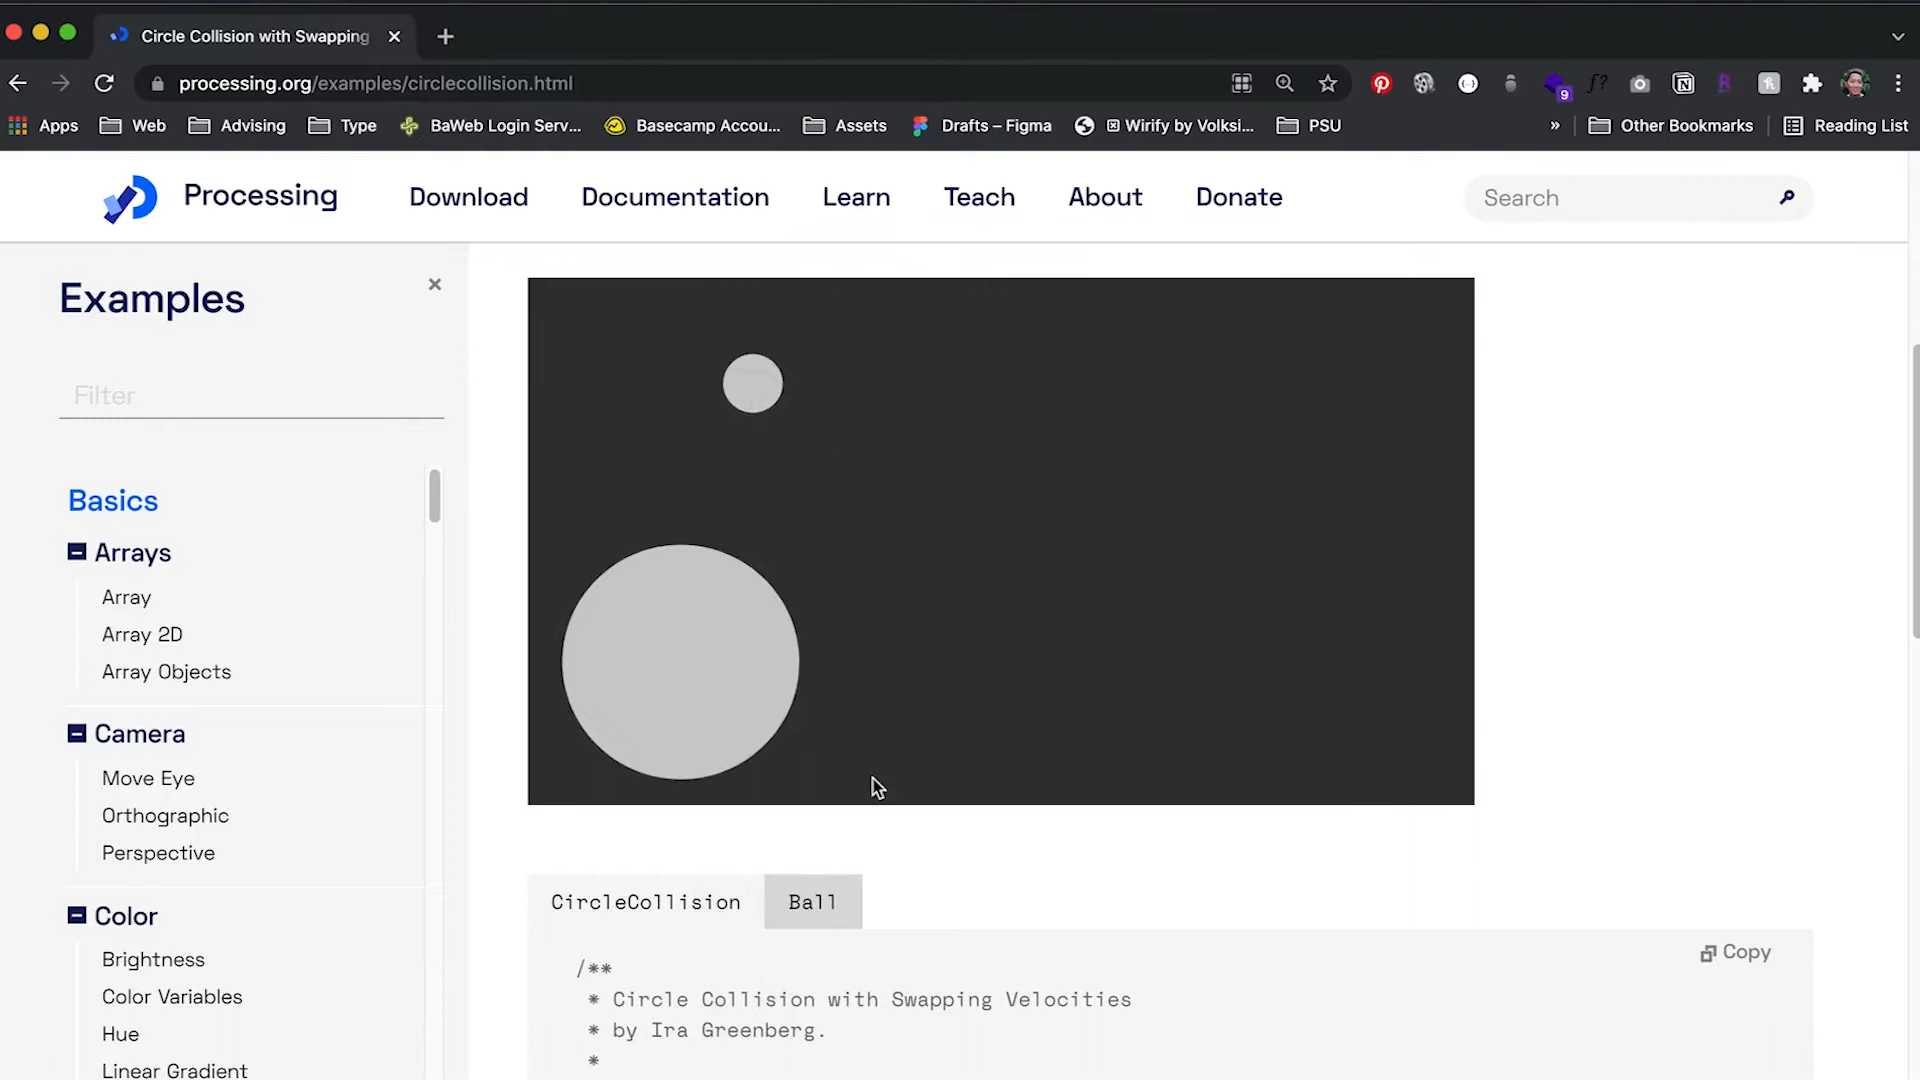 Circle Collision with Swapping
processing.org/examples/circlecollision.html
9
f?
Apps Web Advising Type BaWeb Login Serv... Basecamp Accou... Assets Drafts – Figma Wirify by Volksi... PSU » Other Bookmarks Reading List
Processing Download Documentation Learn Teach About Donate Search
Examples
Filter
Basics
Arrays
Array
Array 2D
Array Objects
Camera
Move Eye
Orthographic
Perspective
Color
Brightness
Color Variables
Hue
Linear Gradient
CircleCollision Ball
Copy
/**
* Circle Collision with Swapping Velocities
* by Ira Greenberg.
*